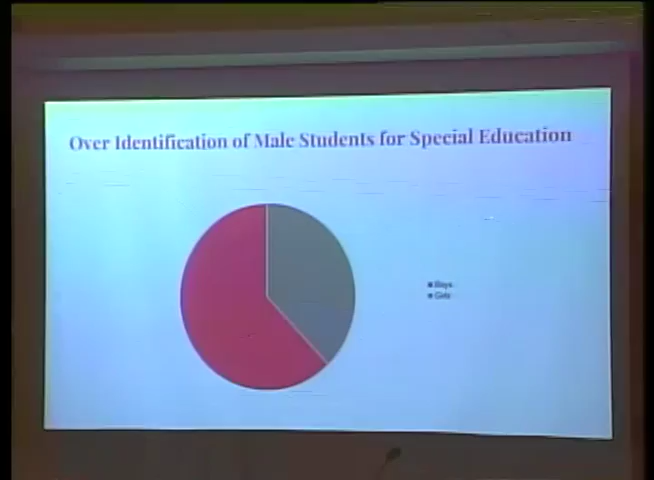 Over Identification of Male Students for Special Education
Boys
Girls